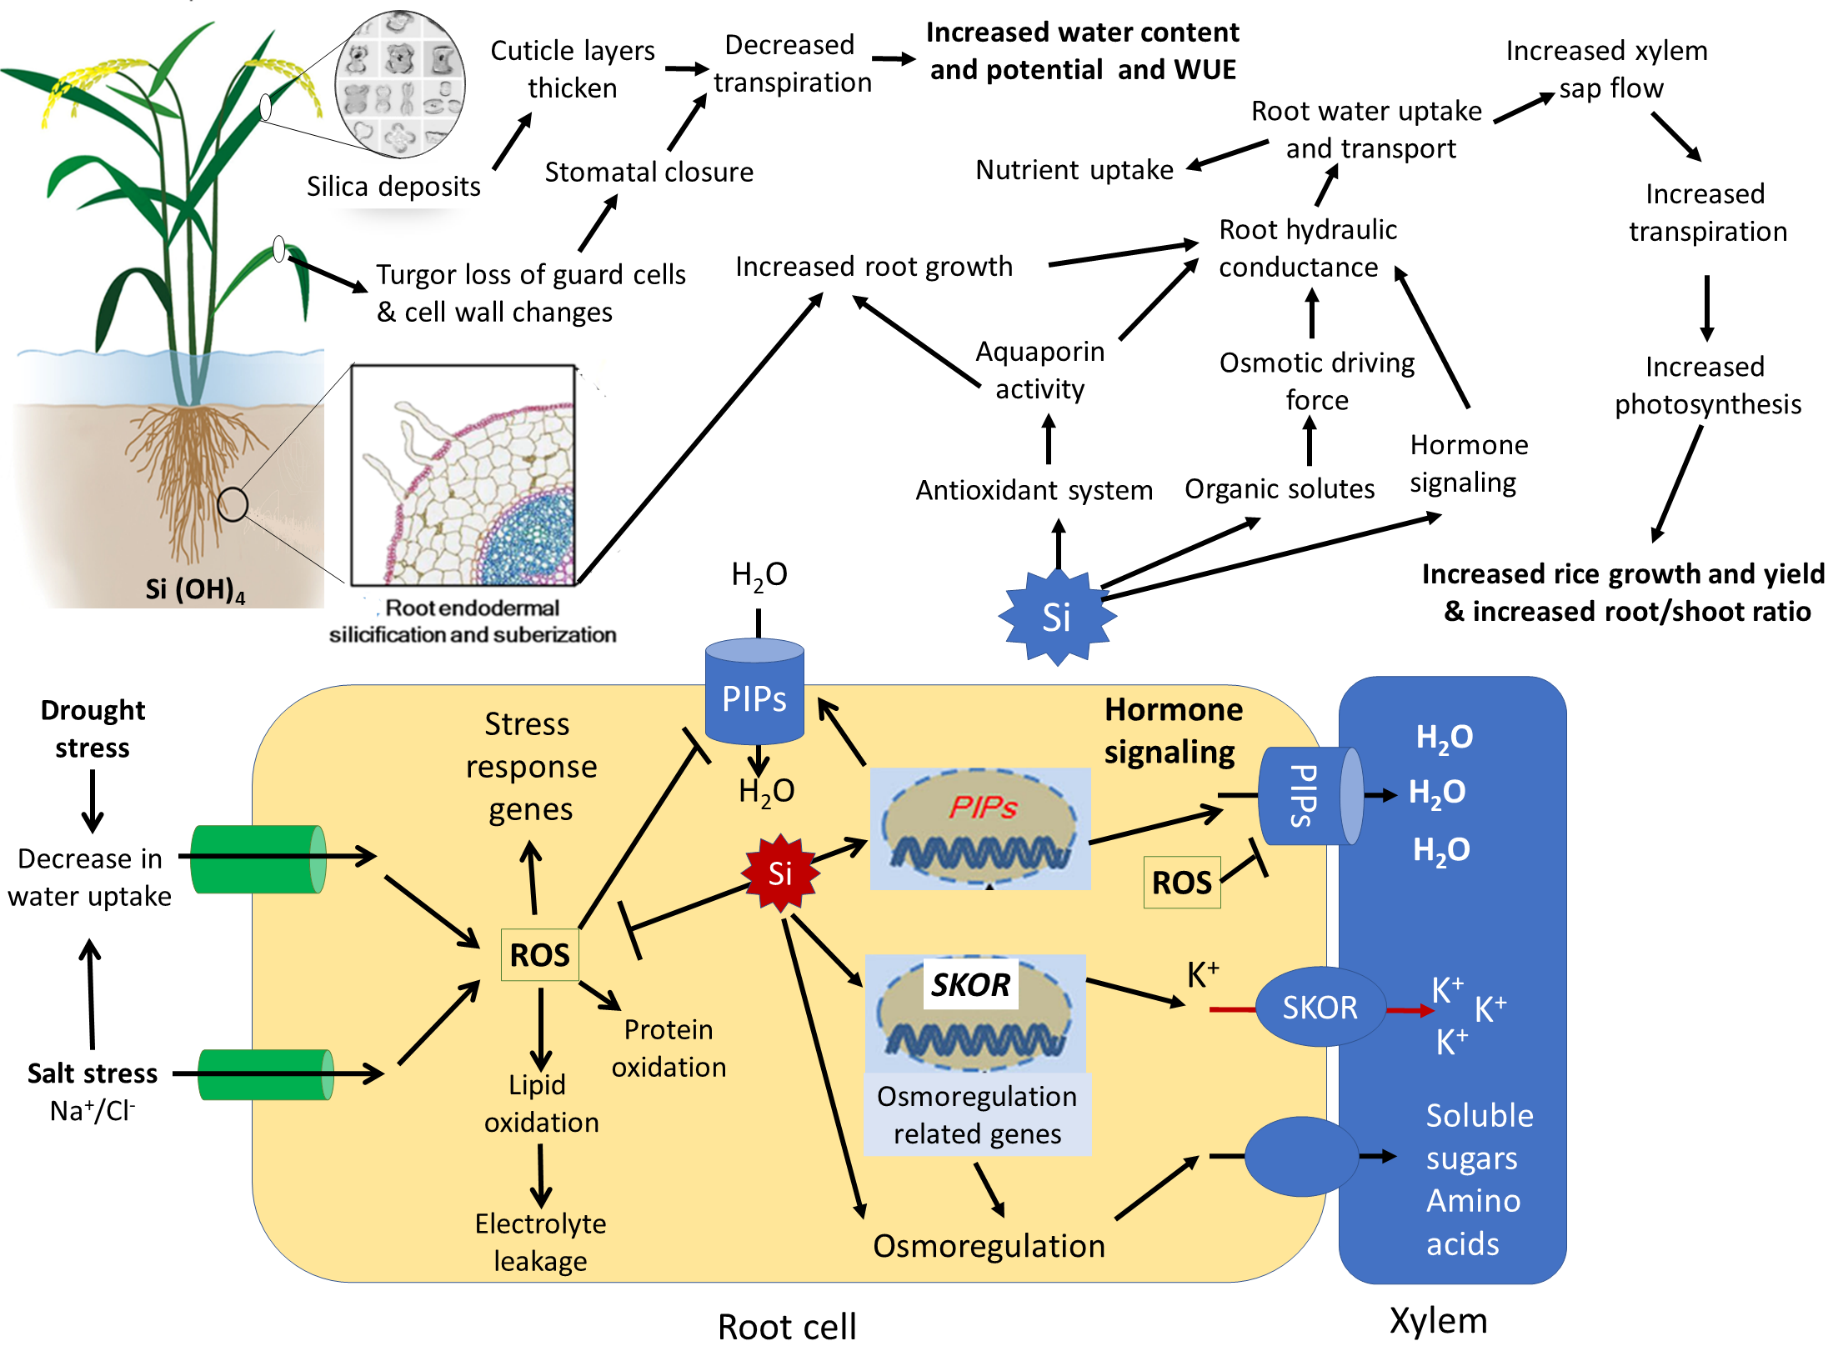 Cuticle layers
thicken
Decreased
transpiration
Increased water content
and potential and WUE
Increased xylem
sap flow
Root water uptake
and transport
Nutrient uptake
Silica deposits
Stomatal closure
Increased
transpiration
Root hydraulic
conductance
Increased root growth
Turgor loss of guard cells
& cell wall changes
Aquaporin
activity
Osmotic driving
force
Increased
photosynthesis
Hormone
signaling
Antioxidant system
Organic solutes
Si (OH)₄
Root endodermal
silicification and suberization
H₂O
Si
Increased rice growth and yield
& increased root/shoot ratio
PIPs
H₂O
Drought
stress
Decrease in
water uptake
Salt stress
Na⁺/Cl⁻
Stress
response
genes
ROS
Protein
oxidation
Lipid
oxidation
Electrolyte
leakage
Si
PIPs
Hormone
signaling
PIPs
ROS
H₂O
H₂O
H₂O
SKOR
Osmoregulation
related genes
Osmoregulation
K⁺
SKOR
K⁺
K⁺
K⁺
Soluble
sugars
Amino
acids
Root cell
Xylem